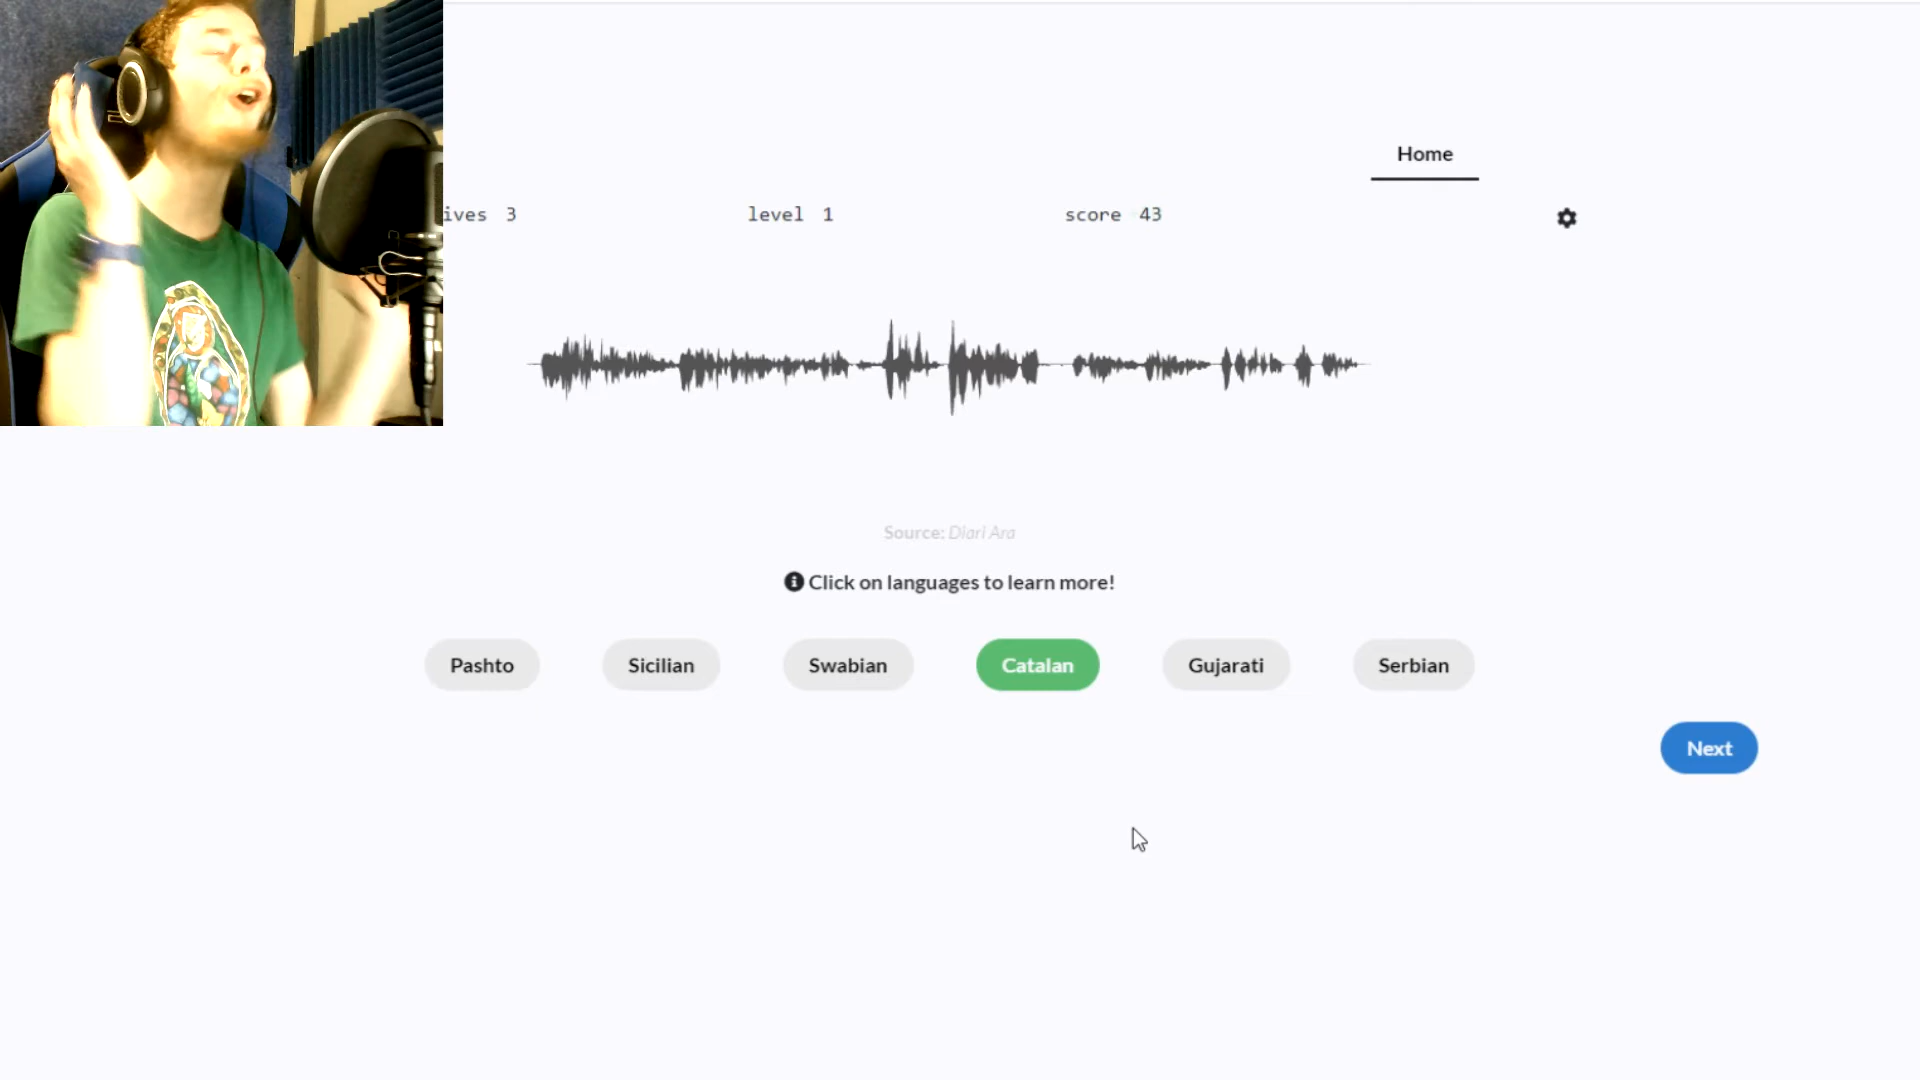 Home
ives 3
level 1
score 43
Source: Diari Ara
Click on languages to learn more!
Pashto
Sicilian
Swabian
Catalan
Gujarati
Serbian
Next